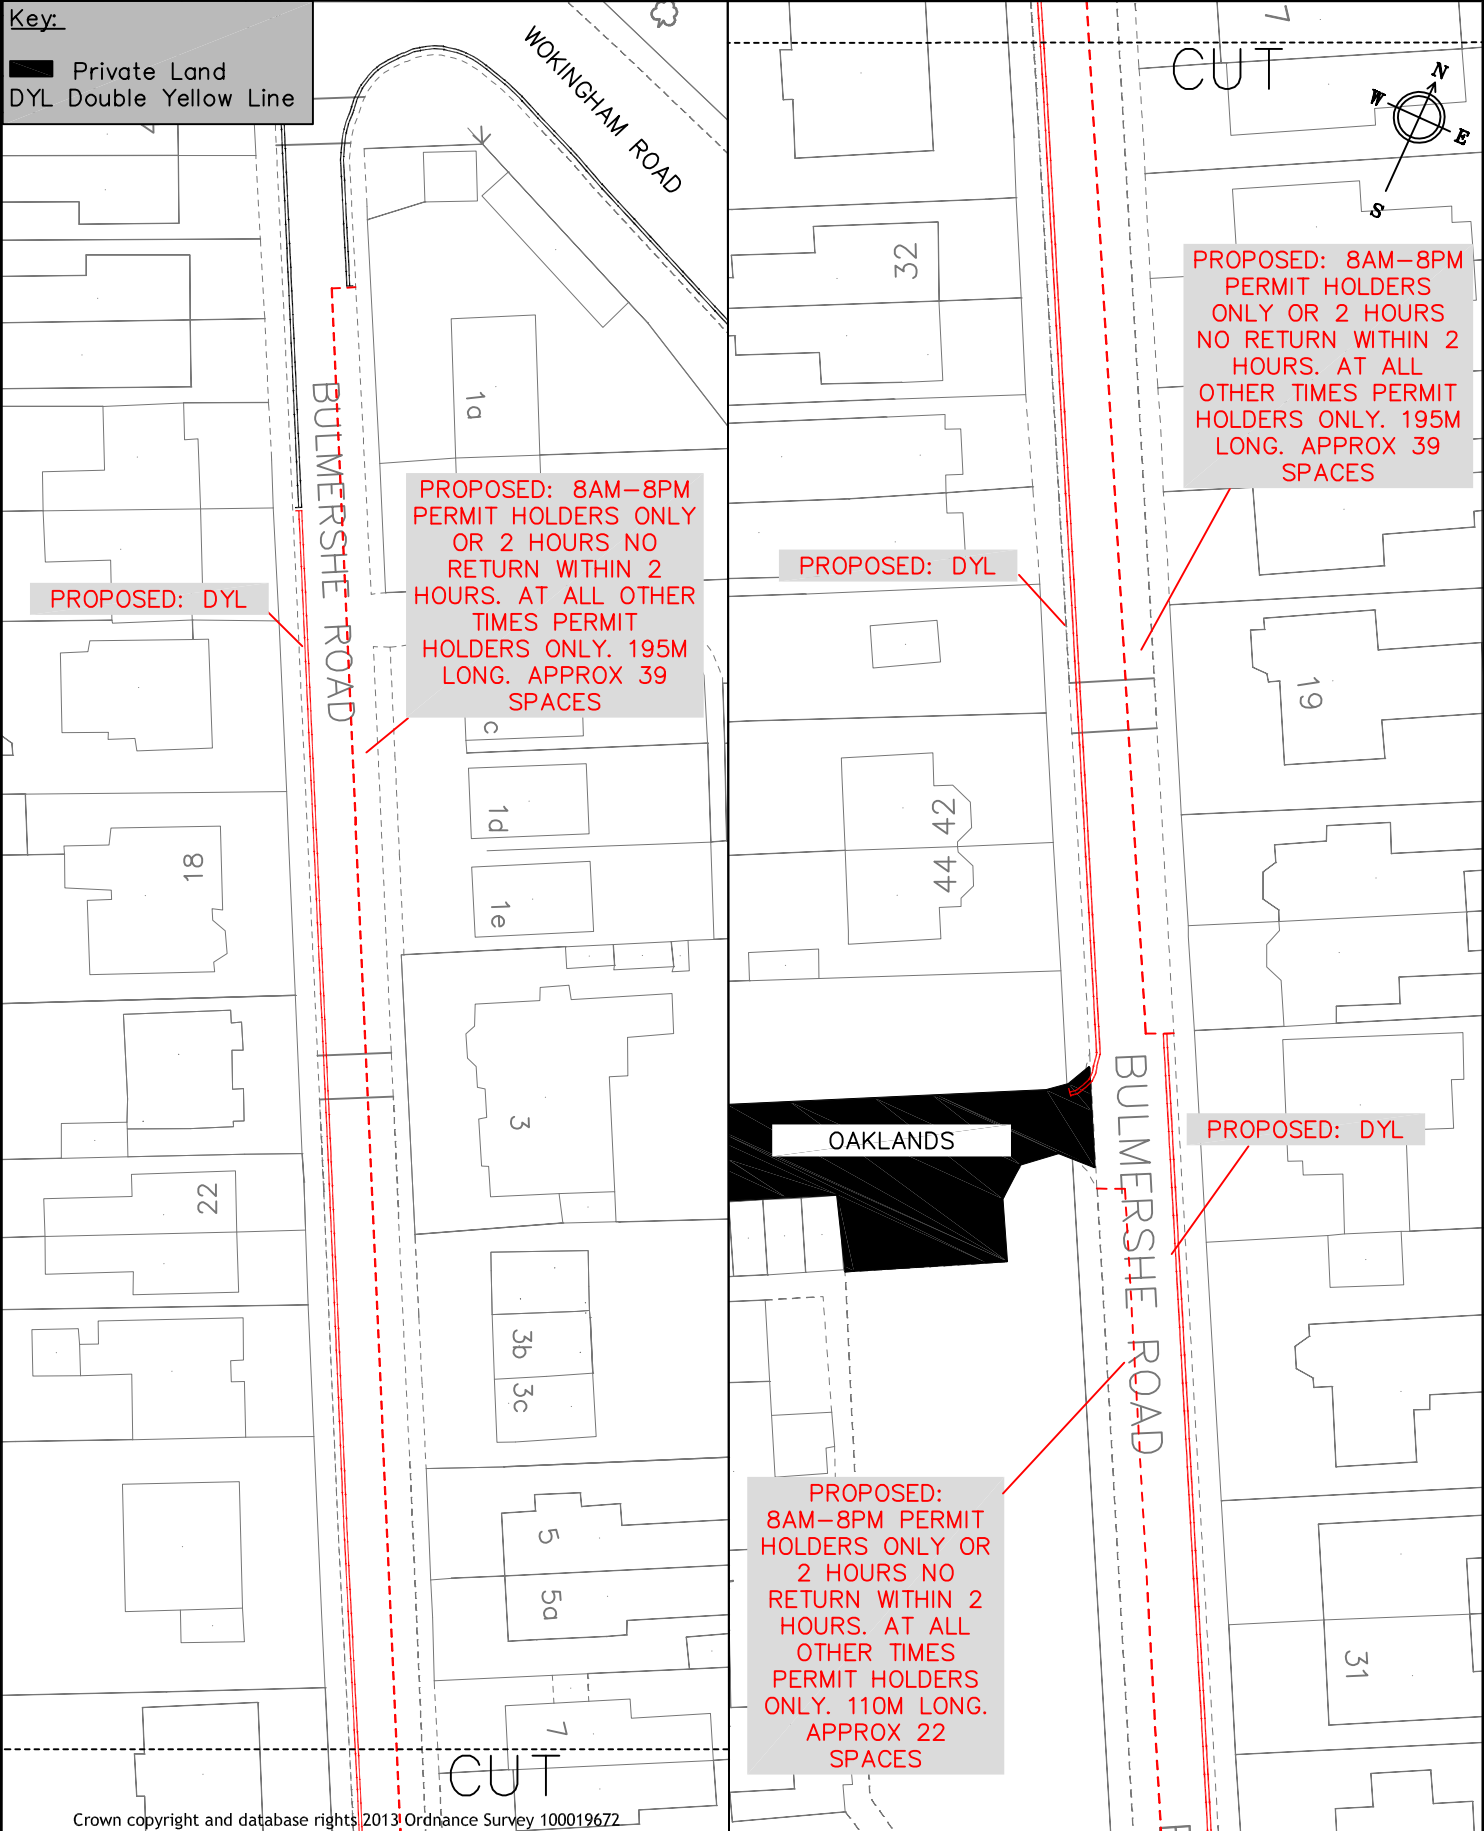 Key:
Private Land
DYL Double Yellow Line
WOKINGHAM ROAD
1a
BULMERSHE ROAD
PROPOSED: 8AM-8PM
PERMIT HOLDERS ONLY
OR 2 HOURS NO
RETURN WITHIN 2
HOURS. AT ALL OTHER
TIMES PERMIT
HOLDERS ONLY. 195M
LONG. APPROX 39
SPACES
PROPOSED: DYL
c
1d
18
1e
3
22
3b
3c
5
5a
7
CUT
Crown copyright and database rights 2013 Ordnance Survey 100019672
7
CUT
N
W
E
S
32
PROPOSED: 8AM-8PM
PERMIT HOLDERS
ONLY OR 2 HOURS
NO RETURN WITHIN 2
HOURS. AT ALL
OTHER TIMES PERMIT
HOLDERS ONLY. 195M
LONG. APPROX 39
SPACES
PROPOSED: DYL
19
42
44
BULMERSHE ROAD
OAKLANDS
PROPOSED: DYL
PROPOSED:
8AM-8PM PERMIT
HOLDERS ONLY OR
2 HOURS NO
RETURN WITHIN 2
HOURS. AT ALL
OTHER TIMES
PERMIT HOLDERS
ONLY. 110M LONG.
APPROX 22
SPACES
31